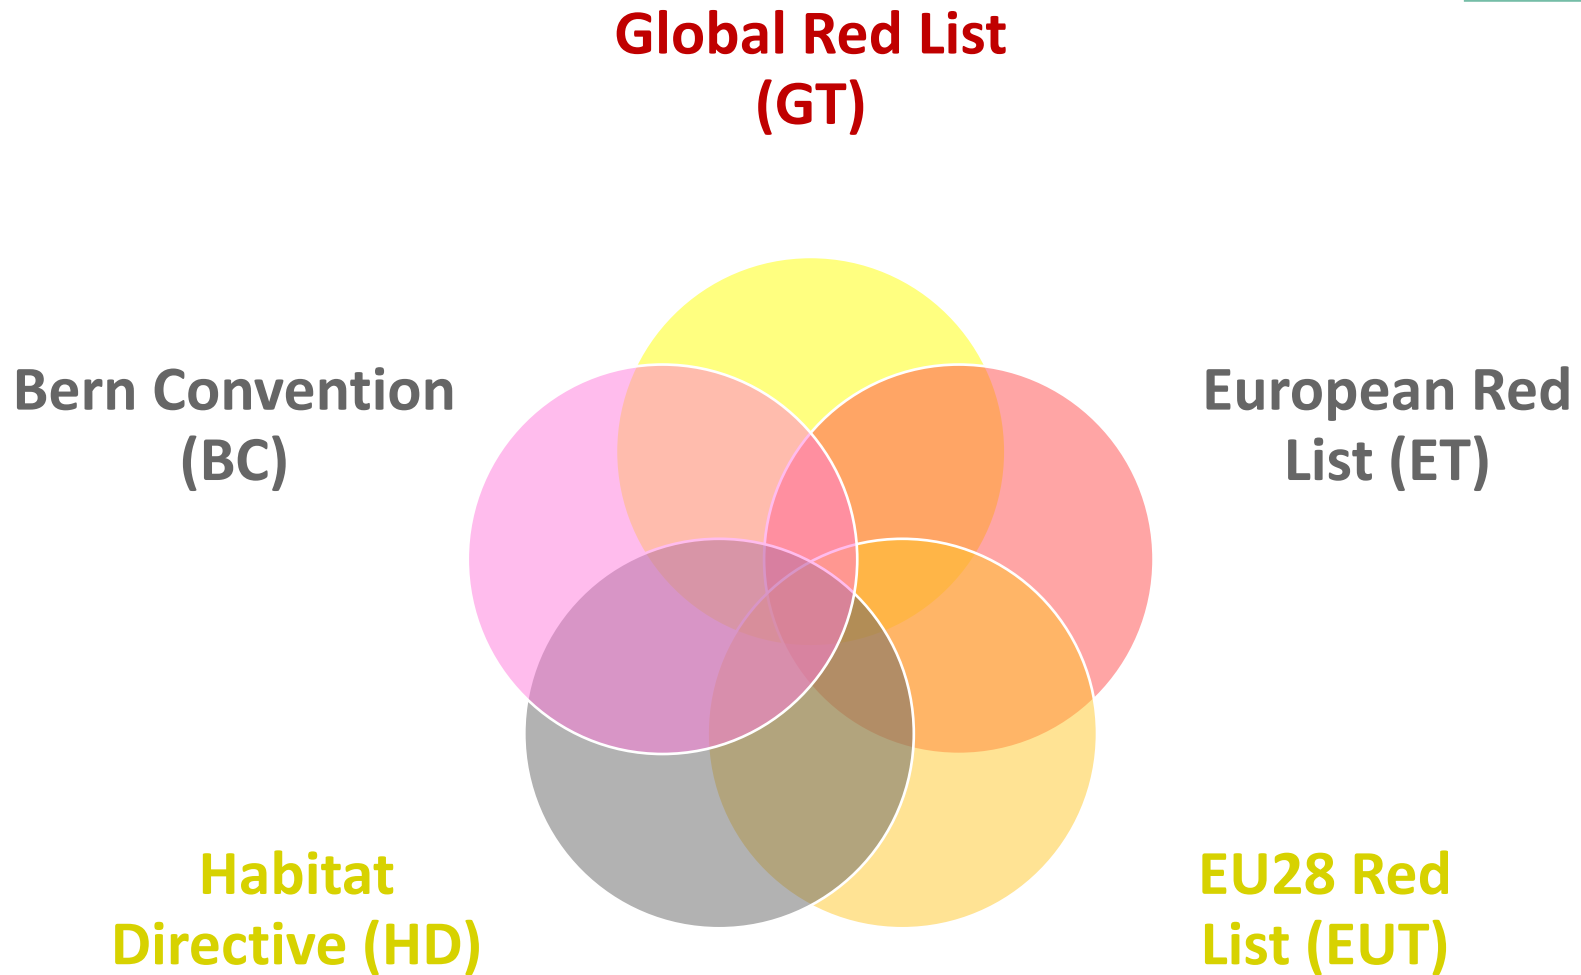 Global Red List
(GT)
Bern Convention
(BC)
European Red
List (ET)
Habitat
Directive (HD)
EU28 Red
List (EUT)